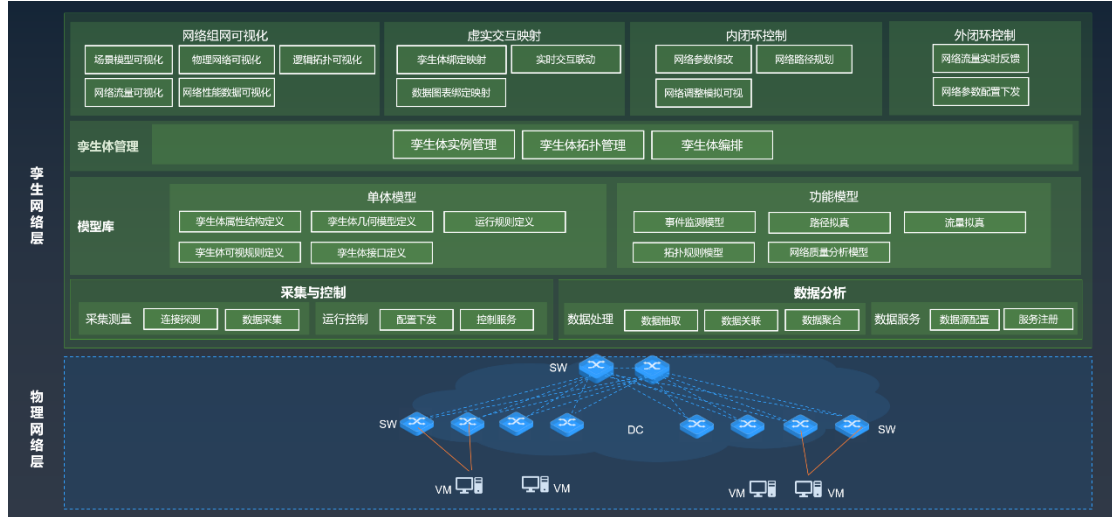 网络组网可视化
场景模型可视化
物理网络可视化
逻辑拓扑可视化
网络流量可视化
网络性能数据可视化
虚实交互映射
孪生体绑定映射
实时交互联动
数据图表绑定映射
内闭环控制
网络参数修改
网络路径规划
网络调整模拟可视
外闭环控制
网络流量实时反馈
网络参数配置下发
孪生网络层
孪生体管理
孪生体实例管理
孪生体拓扑管理
孪生体编排
模型库
单体模型
孪生体属性结构定义
孪生体几何模型定义
运行规则定义
孪生体可视规则定义
孪生体接口定义
功能模型
事件监测模型
路径拟真
流量拟真
拓扑规则模型
网络质量分析模型
采集与控制
采集测量
连接探测
数据采集
运行控制
配置下发
控制服务
数据分析
数据处理
数据抽取
数据关联
数据聚合
数据服务
数据源配置
服务注册
物理网络层
SW
SW
DC
SW
VM
VM
VM
VM